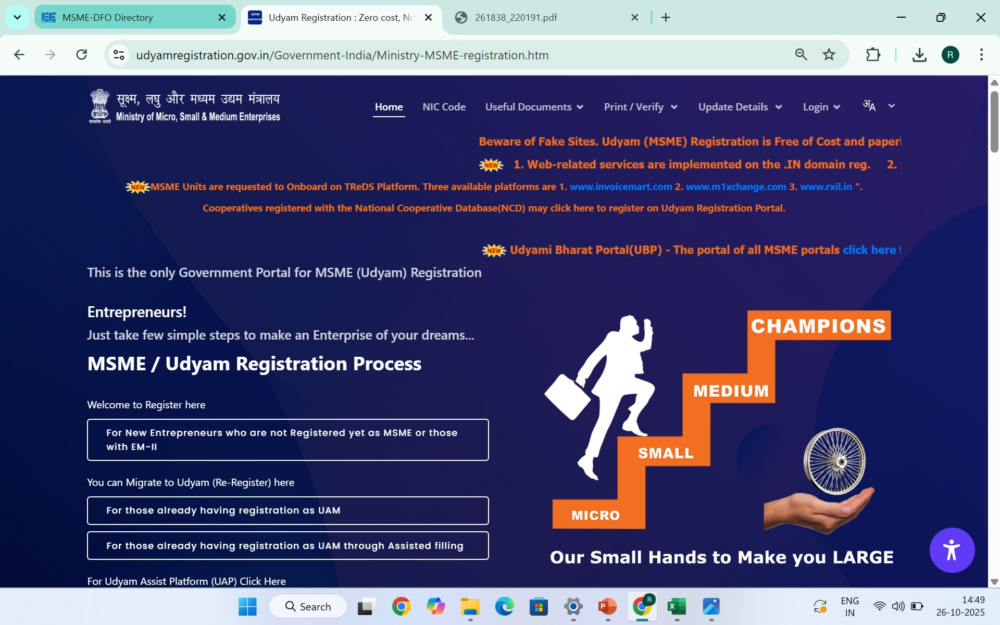 MSME-DFO Directory
Udyam Registration : Zero cost, No
261838_220191.pdf
udyamregistration.gov.in/Government-India/Ministry-MSME-registration.htm
R
सूक्ष्म, लघु और मध्यम उद्यम मंत्रालय
Ministry of Micro, Small & Medium Enterprises
सत्यमेव जयते
Home
NIC Code
Useful Documents
Print / Verify
Update Details
Login
अ/A
Beware of Fake Sites. Udyam (MSME) Registration is Free of Cost and paperl
NEW 1. Web-related services are implemented on the .IN domain reg. 2.
NEW MSME Units are requested to Onboard on TReDS Platform. Three available platforms are 1. www.invoicemart.com 2. www.m1xchange.com 3. www.rxil.in ".
Cooperatives registered with the National Cooperative Database(NCD) may click here to register on Udyam Registration Portal.
NEW Udyami Bharat Portal(UBP) - The portal of all MSME portals click here t
This is the only Government Portal for MSME (Udyam) Registration
Entrepreneurs!
Just take few simple steps to make an Enterprise of your dreams...
MSME / Udyam Registration Process
Welcome to Register here
For New Entrepreneurs who are not Registered yet as MSME or those
with EM-II
You can Migrate to Udyam (Re-Register) here
For those already having registration as UAM
For those already having registration as UAM through Assisted filling
For Udyam Assist Platform (UAP) Click Here
CHAMPIONS
MEDIUM
SMALL
MICRO
Our Small Hands to Make you LARGE
Search
R
ENG
IN
14:49
26-10-2025